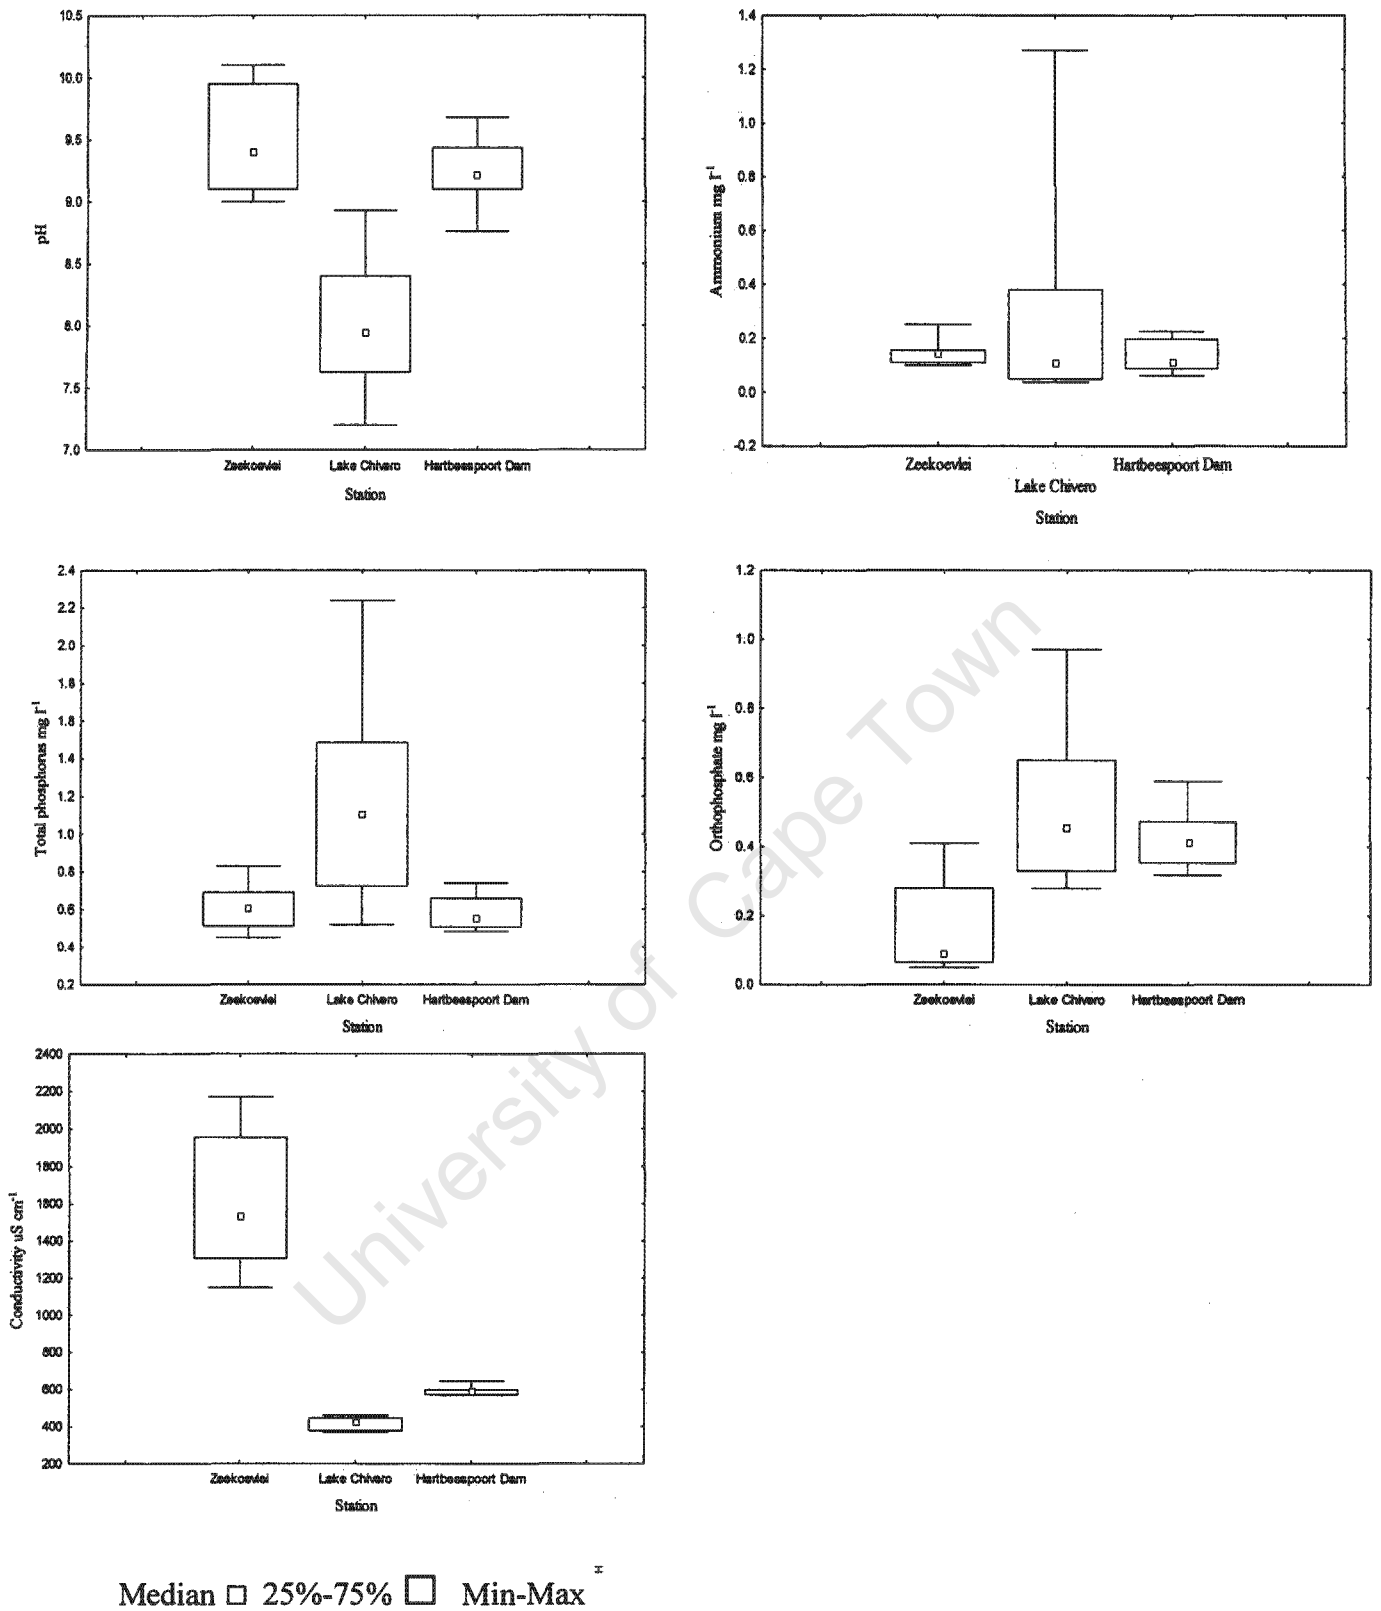 10.5
10.0
9.5
9.0
8.5
8.0
7.5
7.0
pH
Zeekoevlei Lake Chivero Hartbeespoort Dam
Station
1.4
1.2
1.0
0.8
0.6
0.4
0.2
0.0
-0.2
Ammonium mg l-1
Zeekoevlei Hartbeespoort Dam
Lake Chivero
Station
2.4
2.2
2.0
1.8
1.6
1.4
1.2
1.0
0.8
0.6
0.4
0.2
Total phosphorus mg l-1
Zeekoevlei Lake Chivero Hartbeespoort Dam
Station
1.2
1.0
0.8
0.6
0.4
0.2
0.0
Orthophosphate mg l-1
Zeekoevlei Lake Chivero Hartbeespoort Dam
Station
2400
2200
2000
1800
1600
1400
1200
1000
800
600
400
200
Conductivity uS cm-1
Zeekoevlei Lake Chivero Hartbeespoort Dam
Station
University of Cape Town
Median 25%-75% Min-Max